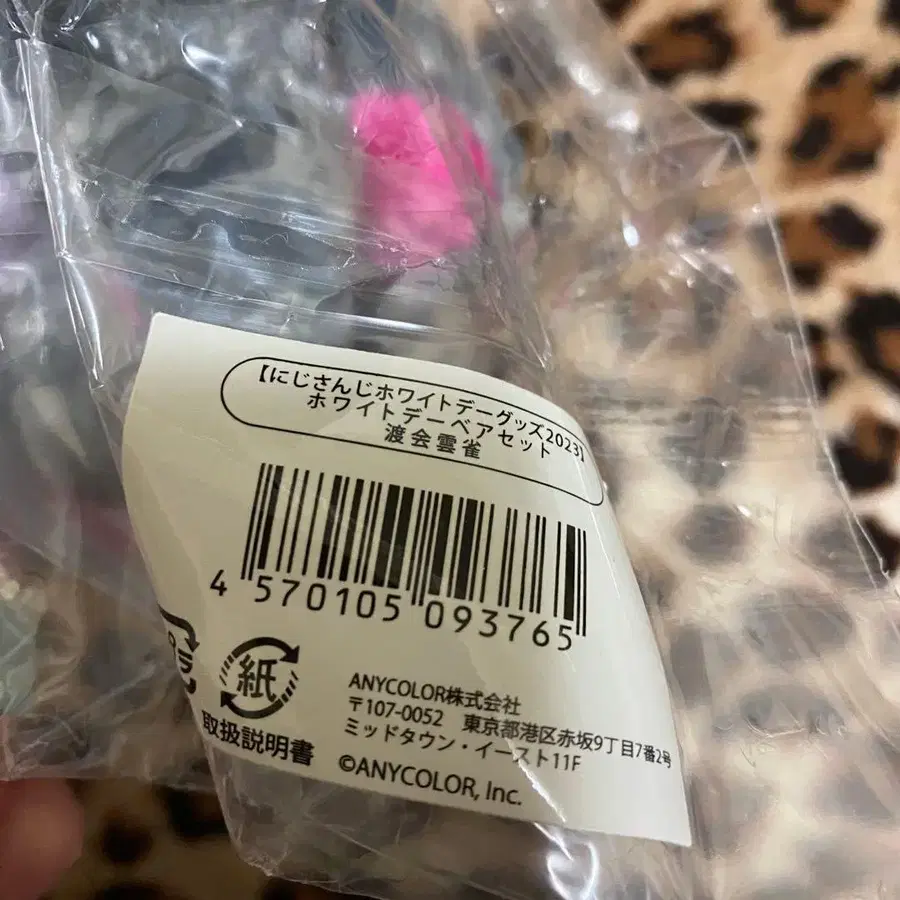 【にじさんじホワイトデーグッズ2023】
ホワイトデーベアセット
渡会雲雀
4 570105 093765
プラ
紙
取扱説明書
ANYCOLOR株式会社
〒107-0052 東京都港区赤坂9丁目7番2号
ミッドタウン・イースト11F
©ANYCOLOR, Inc.